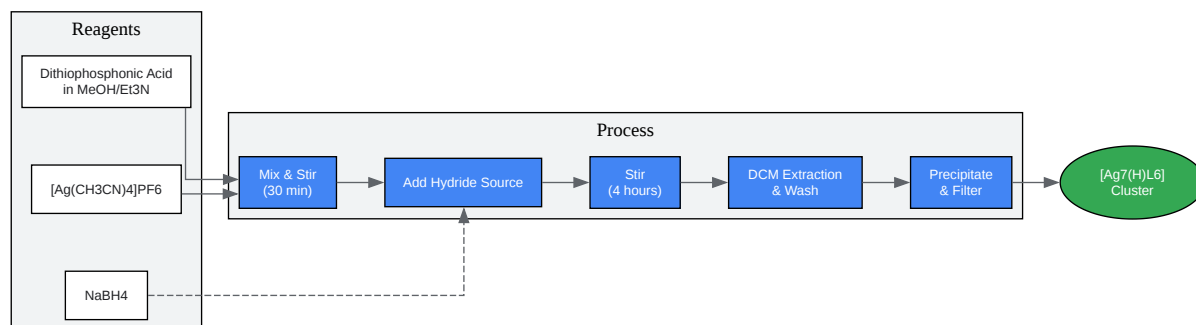 Reagents
Dithiophosphonic Acid
in MeOH/Et3N
[Ag(CH3CN)4]PF6
NaBH4
Process
Mix & Stir
(30 min)
Add Hydride Source
Stir
(4 hours)
DCM Extraction
& Wash
Precipitate
& Filter
[Ag7(H)L6]
Cluster